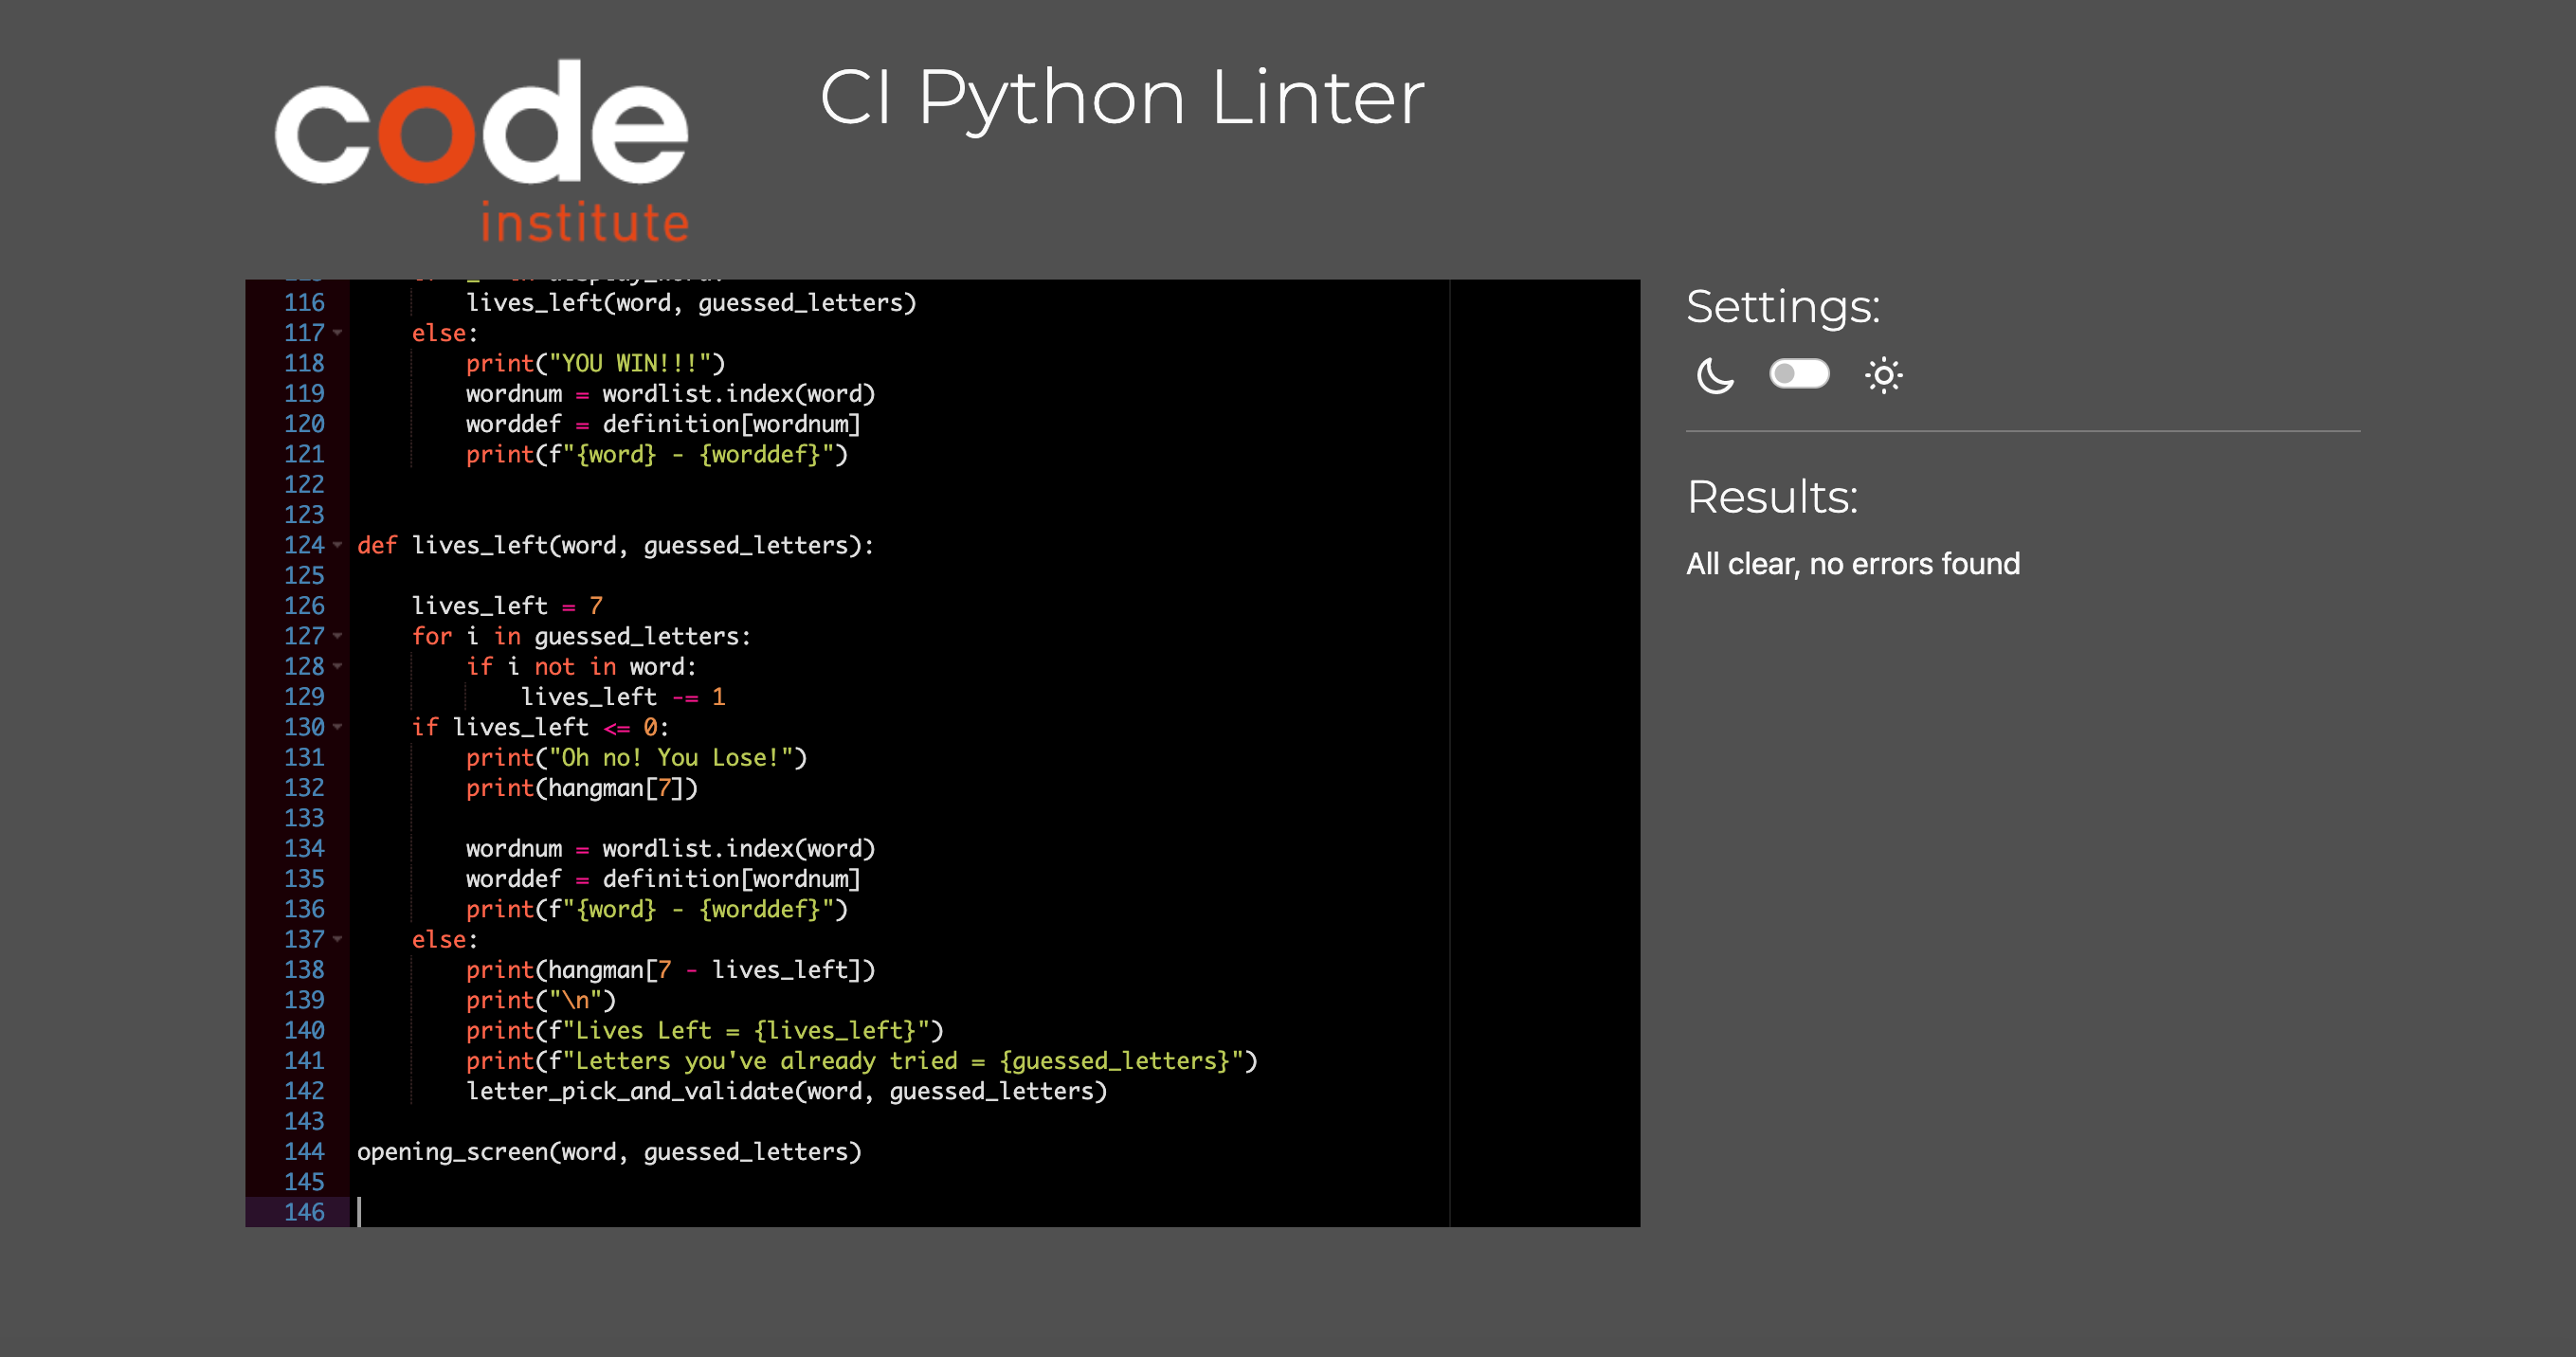 code
institute
CI Python Linter
116         lives_left(word, guessed_letters)
117     else:
118         print("YOU WIN!!!")
119         wordnum = wordlist.index(word)
120         worddef = definition[wordnum]
121         print(f"{word} - {worddef}")
122
123
124 def lives_left(word, guessed_letters):
125
126     lives_left = 7
127     for i in guessed_letters:
128         if i not in word:
129             lives_left -= 1
130     if lives_left <= 0:
131         print("Oh no! You Lose!")
132         print(hangman[7])
133
134         wordnum = wordlist.index(word)
135         worddef = definition[wordnum]
136         print(f"{word} - {worddef}")
137     else:
138         print(hangman[7 - lives_left])
139         print("\n")
140         print(f"Lives Left = {lives_left}")
141         print(f"Letters you've already tried = {guessed_letters}")
142         letter_pick_and_validate(word, guessed_letters)
143
144 opening_screen(word, guessed_letters)
145
146
Settings:
Results:
All clear, no errors found